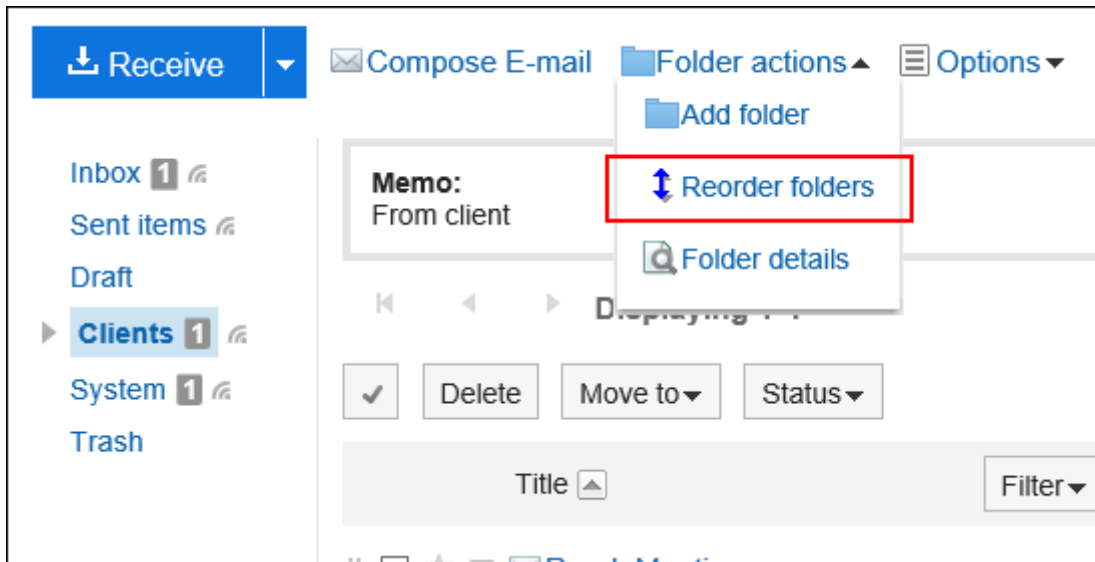 Receive
Compose E-mail Folder actions Options
Add folder
Reorder folders
Folder details
Inbox 1
Sent items
Draft
Clients 1
System 1
Trash
Memo:
From client
Delete Move to Status
Title Filter